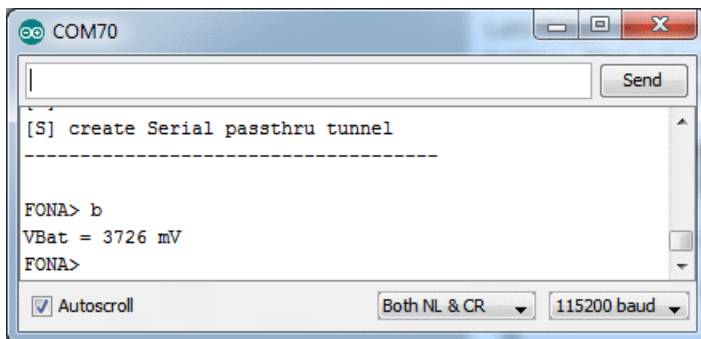 COM70
Send
[S] create Serial passthru tunnel
-------------------------------------
FONA> b
VBat = 3726 mV
FONA>
Autoscroll
Both NL & CR
115200 baud